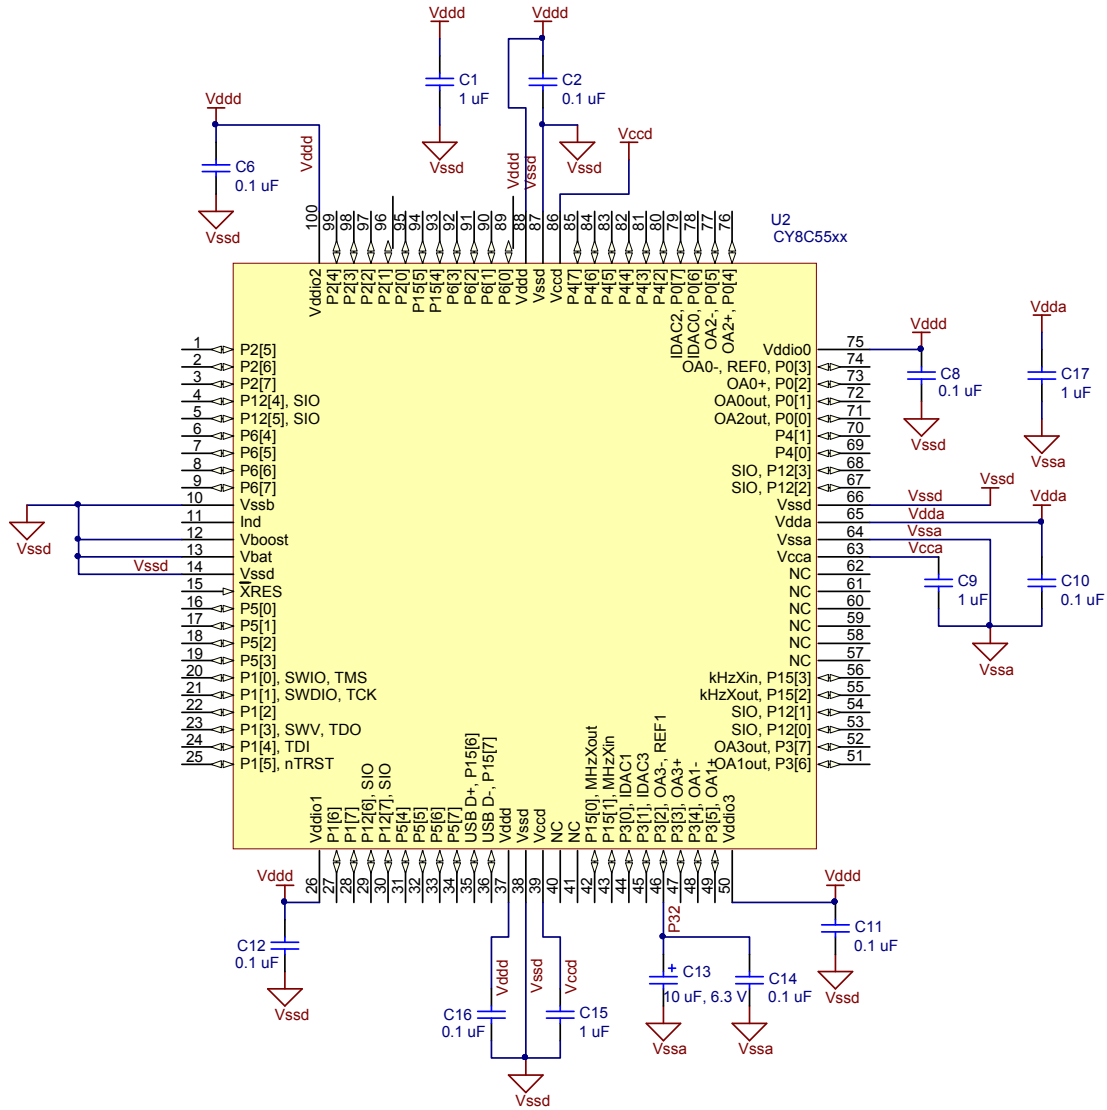 Vddd
Vddd
C1
1 uF
C2
0.1 uF
Vddd
Vccd
C6
0.1 uF
Vssd
Vssd
Vssd
Vddd
Vddd
Vssd
100
99
98
97
96
95
94
93
92
91
90
89
88
87
86
85
84
83
82
81
80
79
78
77
76
U2
CY8C55xx
Vddio2
P2[4]
P2[3]
P2[2]
P2[1]
P2[0]
P15[5]
P15[4]
P6[3]
P6[2]
P6[1]
P6[0]
Vddd
Vssd
Vccd
P4[7]
P4[6]
P4[5]
P4[4]
P4[3]
P4[2]
IDAC2, P0[7]
IDAC0, P0[6]
OA2-, P0[5]
OA2+, P0[4]
1 P2[5]
2 P2[6]
3 P2[7]
4 P12[4], SIO
5 P12[5], SIO
6 P6[4]
7 P6[5]
8 P6[6]
9 P6[7]
10 Vssb
11 Ind
12 Vboost
13 Vbat
Vssd 14 Vssd
15 XRES
16 P5[0]
17 P5[1]
18 P5[2]
19 P5[3]
20 P1[0], SWIO, TMS
21 P1[1], SWDIO, TCK
22 P1[2]
23 P1[3], SWV, TDO
24 P1[4], TDI
25 P1[5], nTRST
Vssd
Vddio0 75
OA0-, REF0, P0[3] 74
OA0+, P0[2] 73
OA0out, P0[1] 72
OA2out, P0[0] 71
P4[1] 70
P4[0] 69
SIO, P12[3] 68
SIO, P12[2] 67
Vssd 66 Vssd
Vdda 65 Vdda
Vssa 64 Vssa
Vcca 63 Vcca
NC 62
NC 61
NC 60
NC 59
NC 58
NC 57
kHzXin, P15[3] 56
kHzXout, P15[2] 55
SIO, P12[1] 54
SIO, P12[0] 53
OA3out, P3[7] 52
OA1out, P3[6] 51
Vddd
C8
0.1 uF
Vssd
Vdda
C17
1 uF
Vssa
Vssd
Vdda
C9
1 uF
C10
0.1 uF
Vssa
Vddio1
P1[6]
P1[7]
P12[6], SIO
P12[7], SIO
P5[4]
P5[5]
P5[6]
P5[7]
USB D+, P15[6]
USB D-, P15[7]
Vddd
Vssd
Vccd
NC
NC
P15[0], MHzXout
P15[1], MHzXin
P3[0], IDAC1
P3[1], IDAC3
P3[2], OA3-, REF1
P3[3], OA3+
P3[4], OA1-
P3[5], OA1+
Vddio3
26
27
28
29
30
31
32
33
34
35
36
37
38
39
40
41
42
43
44
45
46
47
48
49
50
Vddd
C12
0.1 uF
Vssd
Vddd
Vssd
Vccd
C16
0.1 uF
C15
1 uF
Vssd
P32
+
C13
10 uF, 6.3 V
Vssa
C14
0.1 uF
Vssa
Vddd
C11
0.1 uF
Vssd